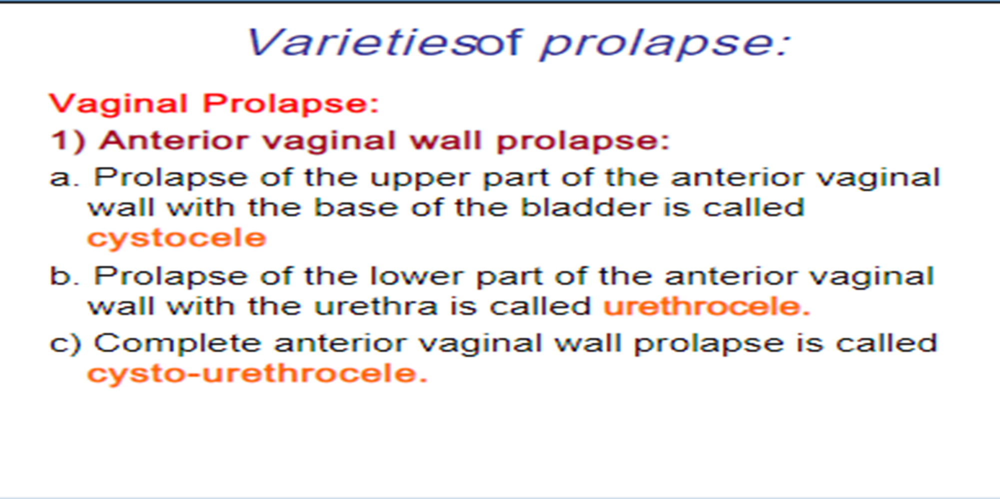 Varietiesof prolapse:
Vaginal Prolapse:
1) Anterior vaginal wall prolapse:
a. Prolapse of the upper part of the anterior vaginal
wall with the base of the bladder is called
cystocele
b. Prolapse of the lower part of the anterior vaginal
wall with the urethra is called urethrocele.
c) Complete anterior vaginal wall prolapse is called
cysto-urethrocele.